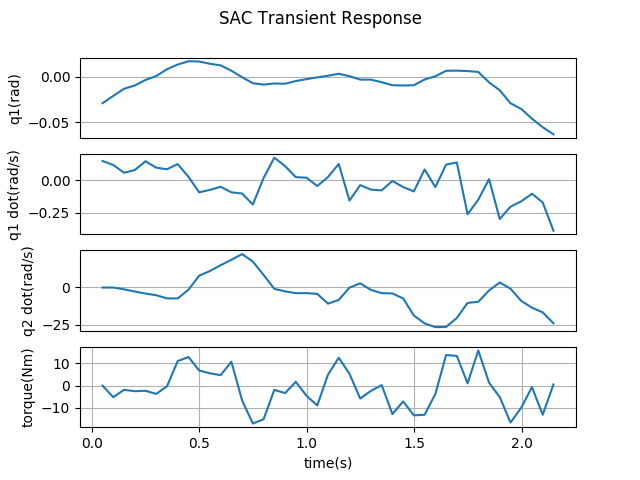 SAC Transient Response
q1(rad)
0.00
−0.05
q1 dot(rad/s)
0.00
−0.25
q2 dot(rad/s)
0
−25
torque(Nm)
10
0
−10
0.0 0.5 1.0 1.5 2.0
time(s)